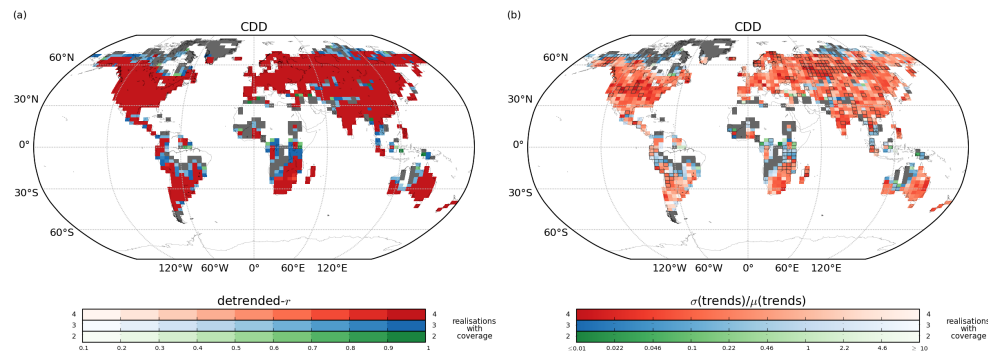 (a)
CDD
60°N
30°N
0°
30°S
60°S
120°W 60°W 0° 60°E 120°E
detrended-r
4
3
2
4
3
2
realisations
with
coverage
0.1 0.2 0.3 0.4 0.5 0.6 0.7 0.8 0.9 1
(b)
CDD
60°N
30°N
0°
30°S
60°S
120°W 60°W 0° 60°E 120°E
σ(trends)/μ(trends)
4
3
2
4
3
2
realisations
with
coverage
<0.01 0.022 0.046 0.1 0.22 0.46 1 2.2 4.6 > 10